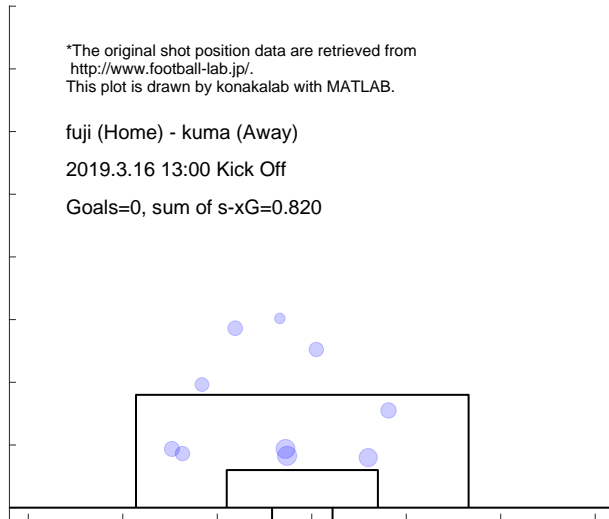 *The original shot position data are retrieved from
http://www.football-lab.jp/.
This plot is drawn by konakalab with MATLAB.
fuji (Home) - kuma (Away)
2019.3.16 13:00 Kick Off
Goals=0, sum of s-xG=0.820